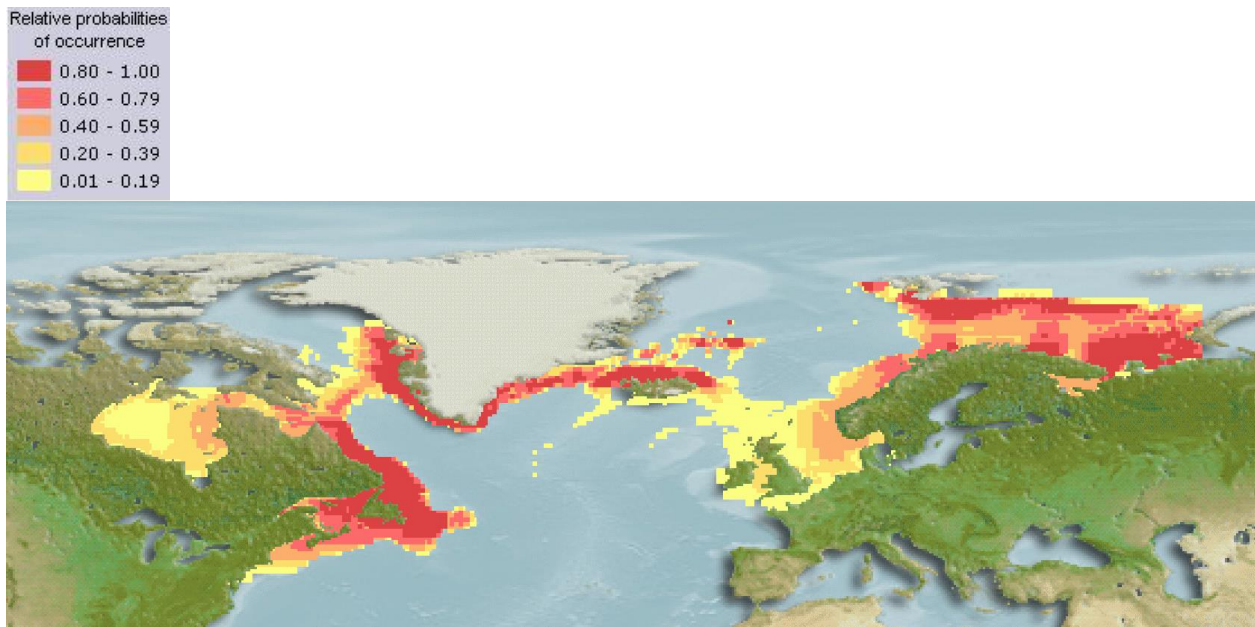 Relative probabilities
of occurrence
0.80 - 1.00
0.60 - 0.79
0.40 - 0.59
0.20 - 0.39
0.01 - 0.19